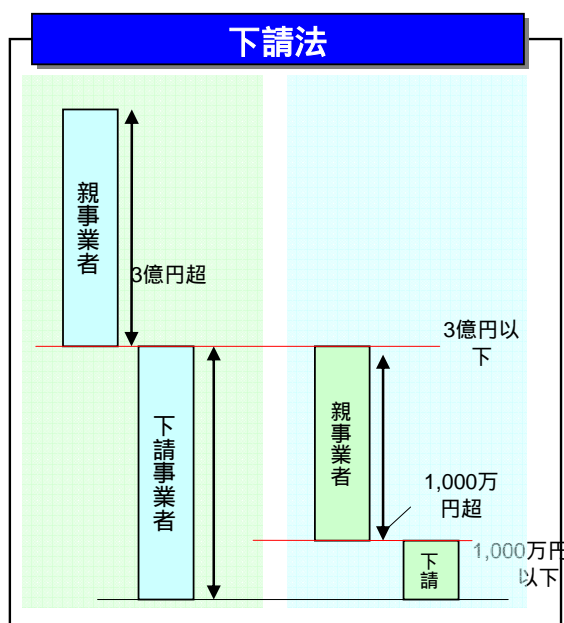 下請法
親事業者
3億円超
下請事業者
3億円以
下
親事業者
1,000万
円超
下請
1,000万円
以下